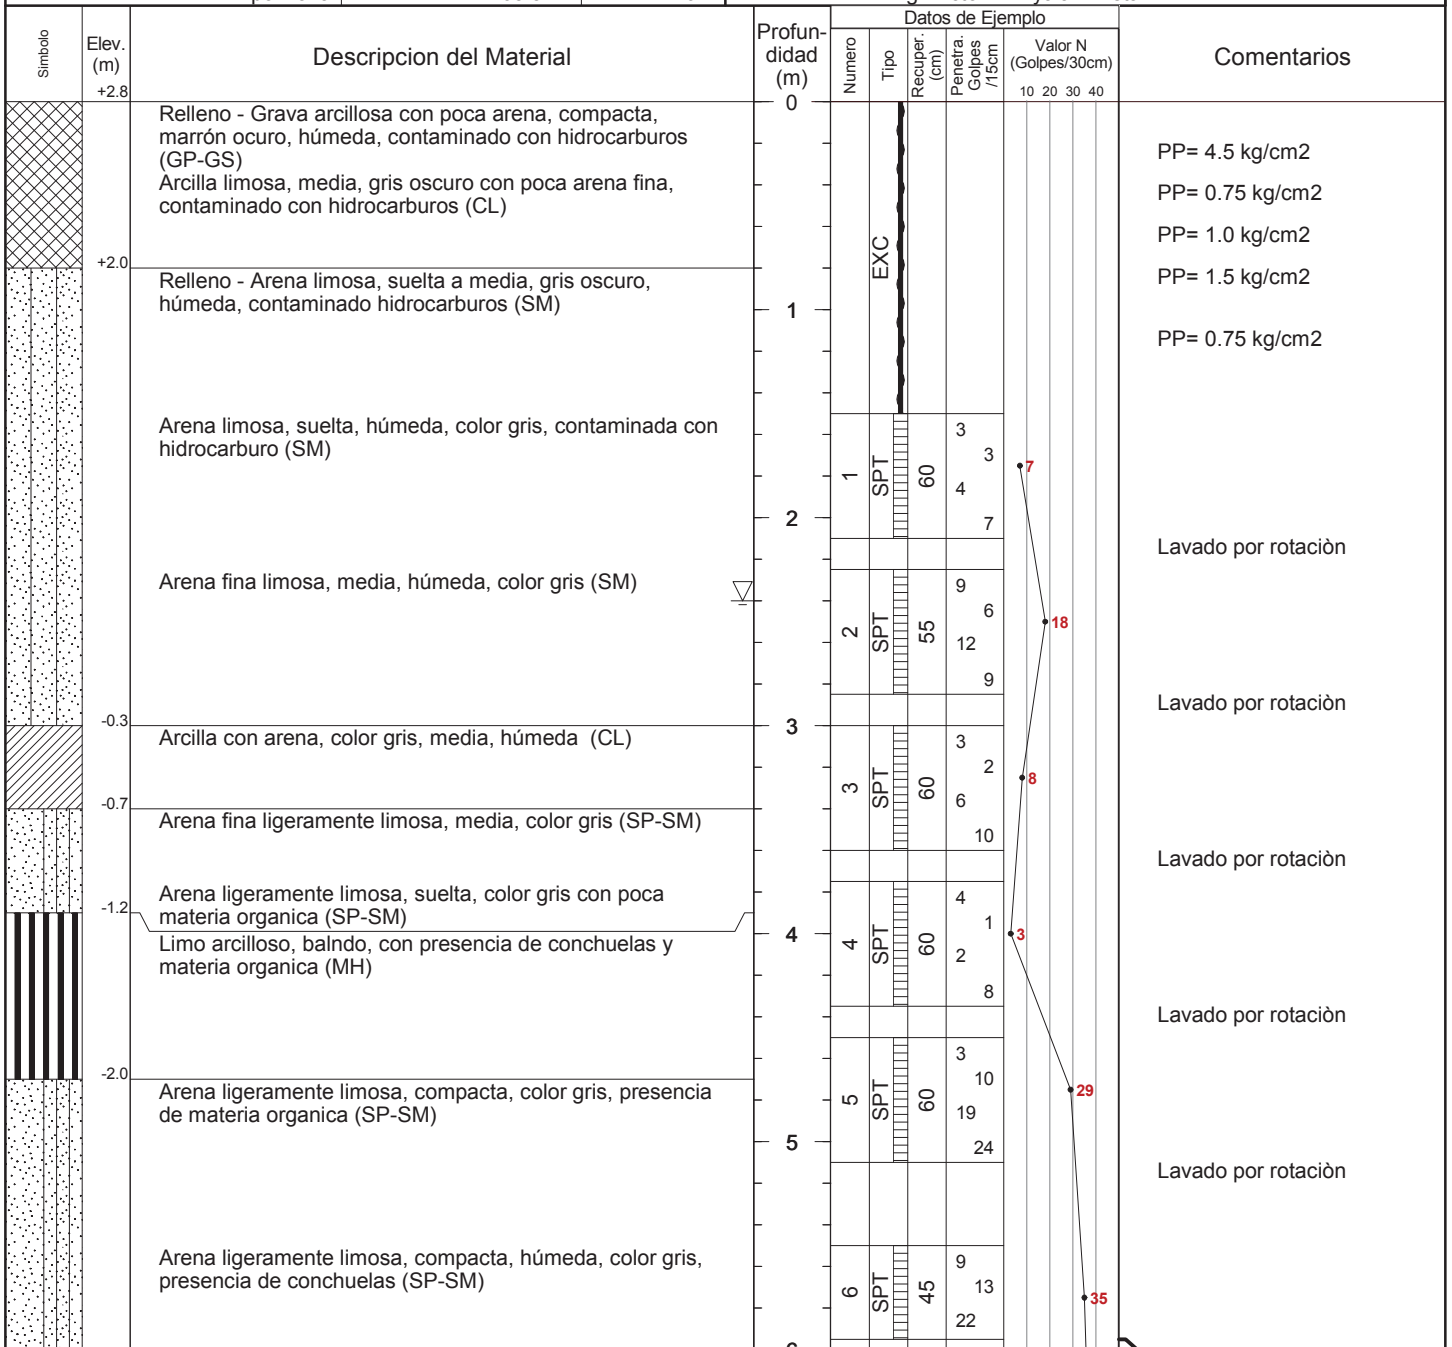 Simbolo
Elev.
(m)
+2.8
Descripcion del Material
Profun-
didad
(m)
Datos de Ejemplo
Numero
Tipo
Recuper.
(cm)
Penetra.
Golpes
/15cm
Valor N
(Golpes/30cm)
10 20 30 40
Comentarios
0
Relleno - Grava arcillosa con poca arena, compacta,
marrón ocuro, húmeda, contaminado con hidrocarburos
(GP-GS)
Arcilla limosa, media, gris oscuro con poca arena fina,
contaminado con hidrocarburos (CL)
PP= 4.5 kg/cm2
PP= 0.75 kg/cm2
PP= 1.0 kg/cm2
PP= 1.5 kg/cm2
PP= 0.75 kg/cm2
EXC
+2.0
Relleno - Arena limosa, suelta a media, gris oscuro,
húmeda, contaminado hidrocarburos (SM)
1
Arena limosa, suelta, húmeda, color gris, contaminada con
hidrocarburo (SM)
1
SPT
60
3
3
4
7
7
2
Lavado por rotaciòn
Arena fina limosa, media, húmeda, color gris (SM)
2
SPT
55
9
6
12
9
18
Lavado por rotaciòn
-0.3
3
Arcilla con arena, color gris, media, húmeda (CL)
3
SPT
60
3
2
6
10
8
-0.7
Arena fina ligeramente limosa, media, color gris (SP-SM)
Lavado por rotaciòn
Arena ligeramente limosa, suelta, color gris con poca
materia organica (SP-SM)
-1.2
Limo arcilloso, balndo, con presencia de conchuelas y
materia organica (MH)
4
4
SPT
60
4
1
2
8
3
Lavado por rotaciòn
-2.0
Arena ligeramente limosa, compacta, color gris, presencia
de materia organica (SP-SM)
5
SPT
60
3
10
19
24
29
5
Lavado por rotaciòn
Arena ligeramente limosa, compacta, húmeda, color gris,
presencia de conchuelas (SP-SM)
6
SPT
45
9
13
22
35